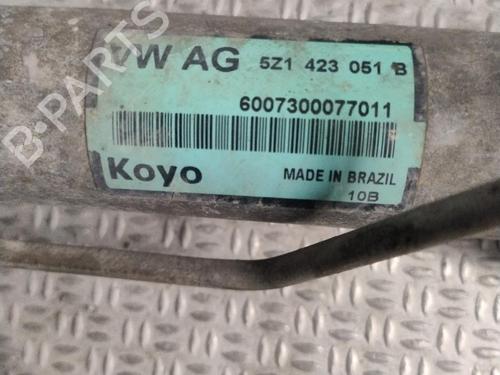 VW AG 5Z1 423 051 B
6007300077011
Koyo MADE IN BRAZIL
10B
B-PARTS